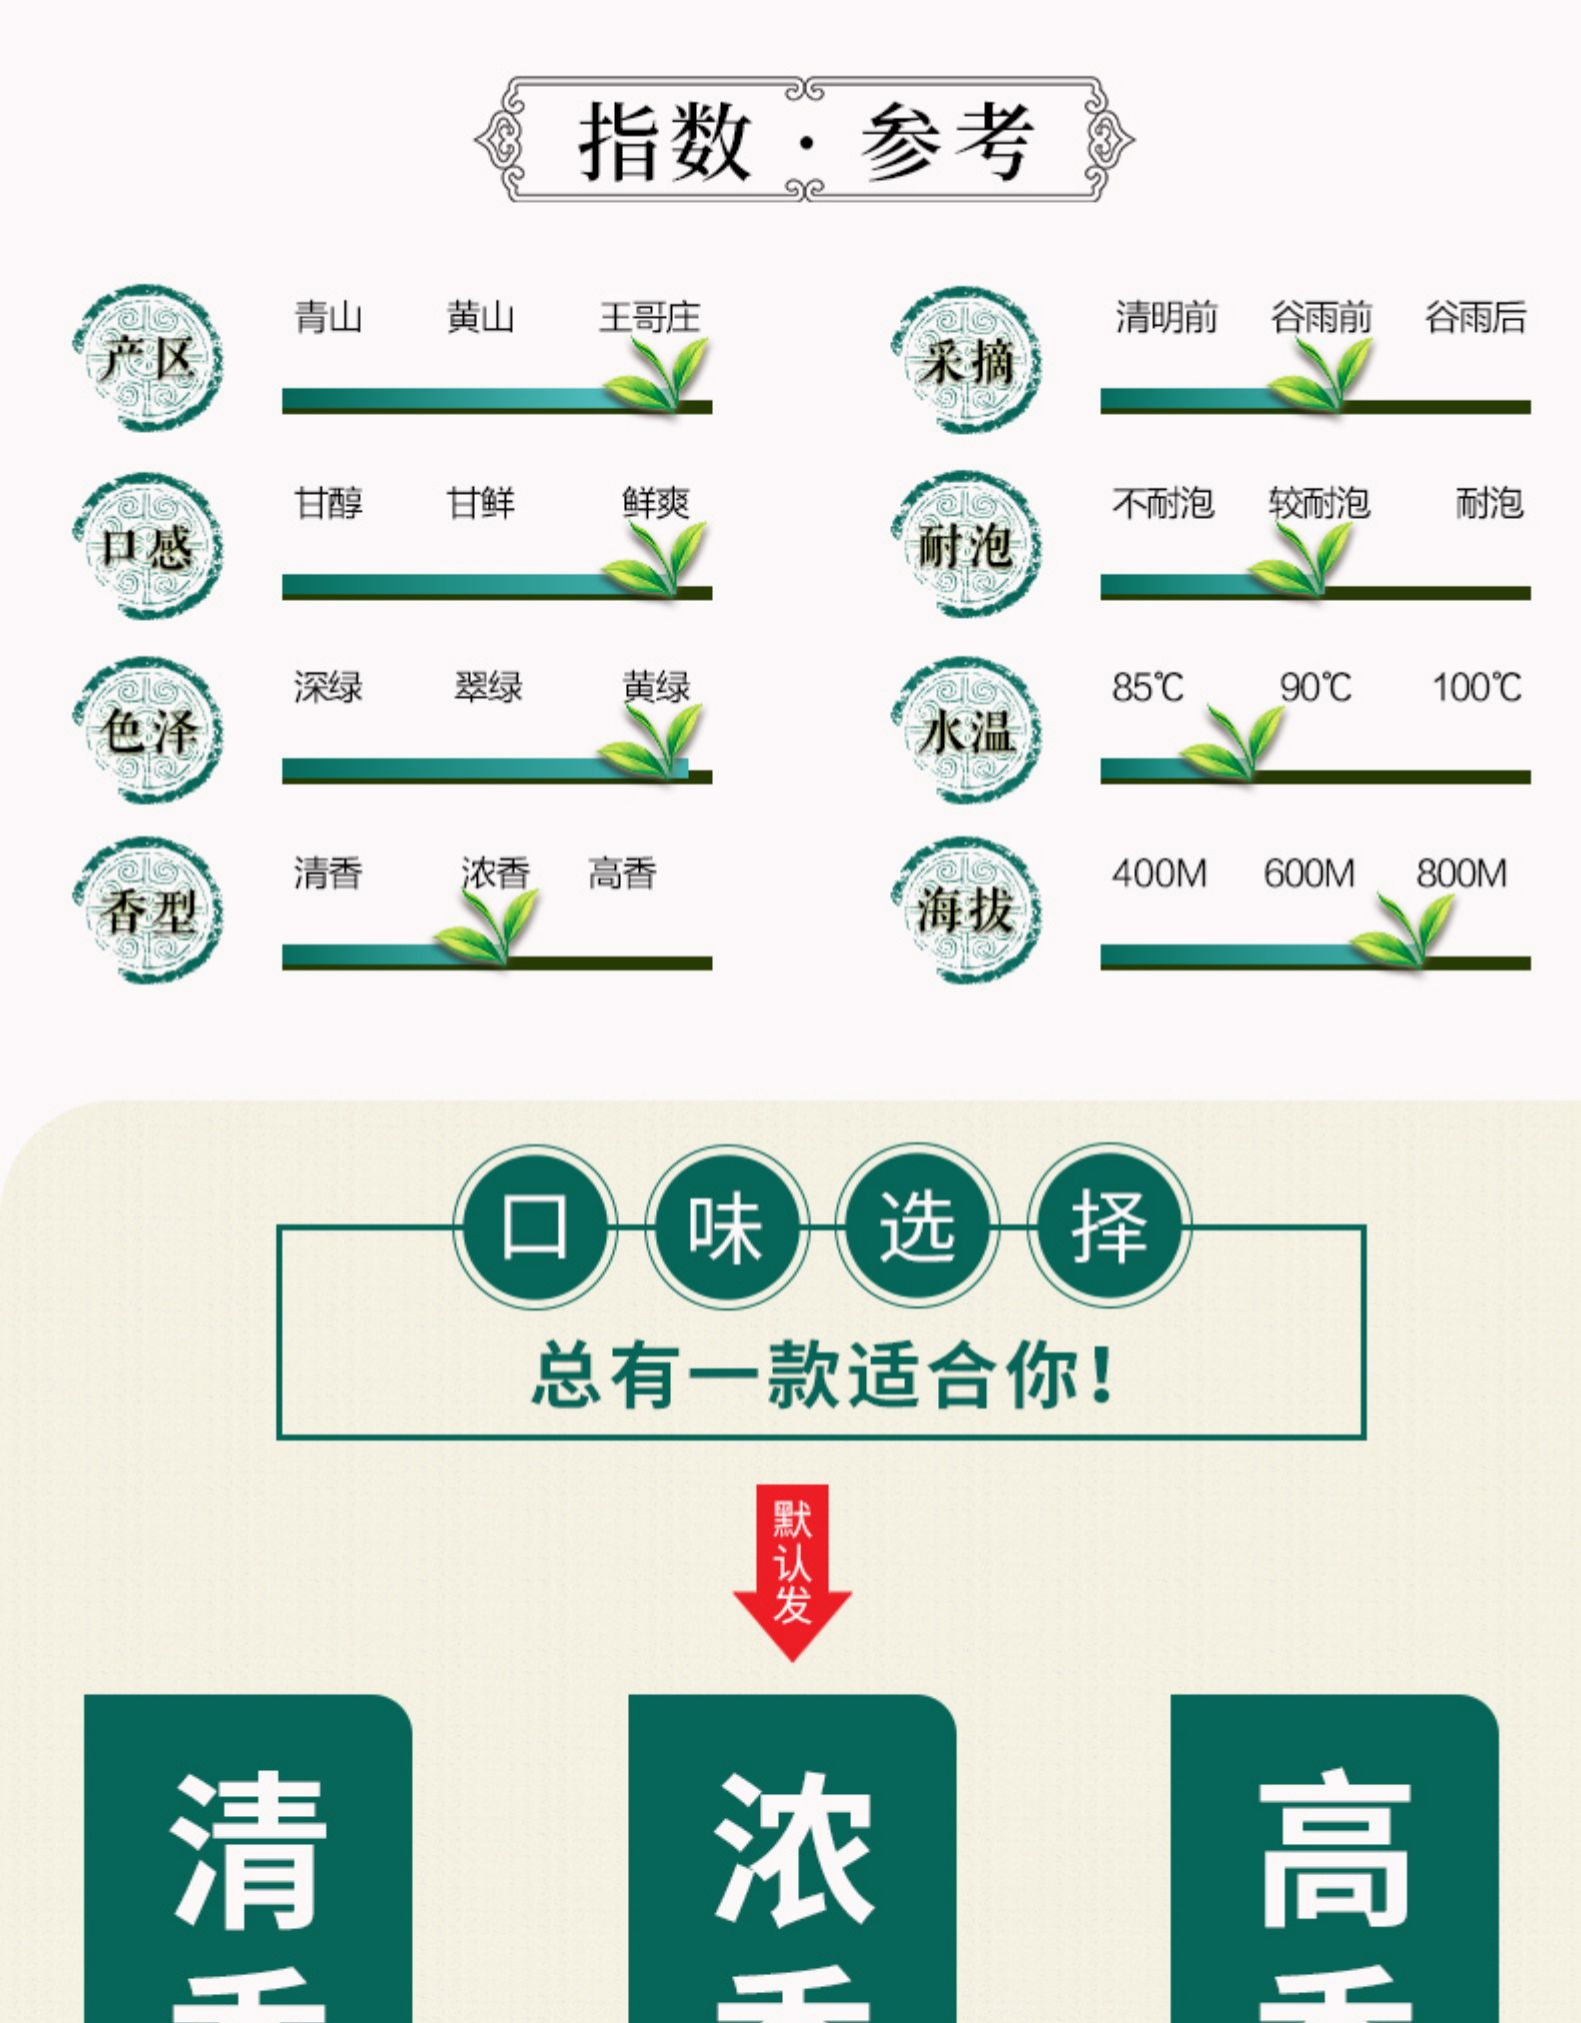 指数·参考
产区
青山 黄山 王哥庄
采摘
清明前 谷雨前 谷雨后
口感
甘醇 甘鲜 鲜爽
耐泡
不耐泡 较耐泡 耐泡
色泽
深绿 翠绿 黄绿
水温
85℃ 90℃ 100℃
香型
清香 浓香 高香
海拔
400M 600M 800M
口味选择
总有一款适合你！
默认发
清香
浓香
高香